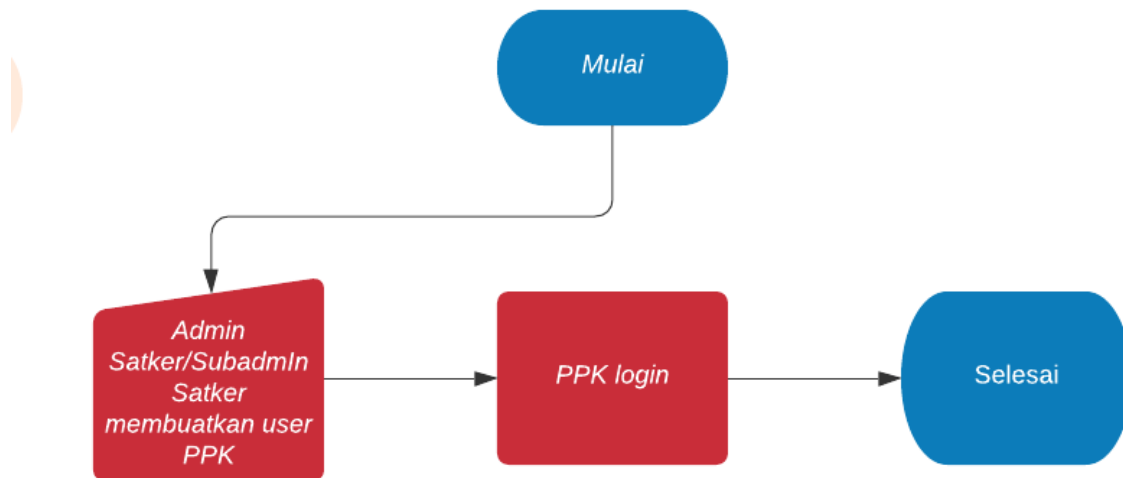 Mulai
Admin
Satker/SubadmIn
Satker
membuatkan user
PPK
PPK login
Selesai